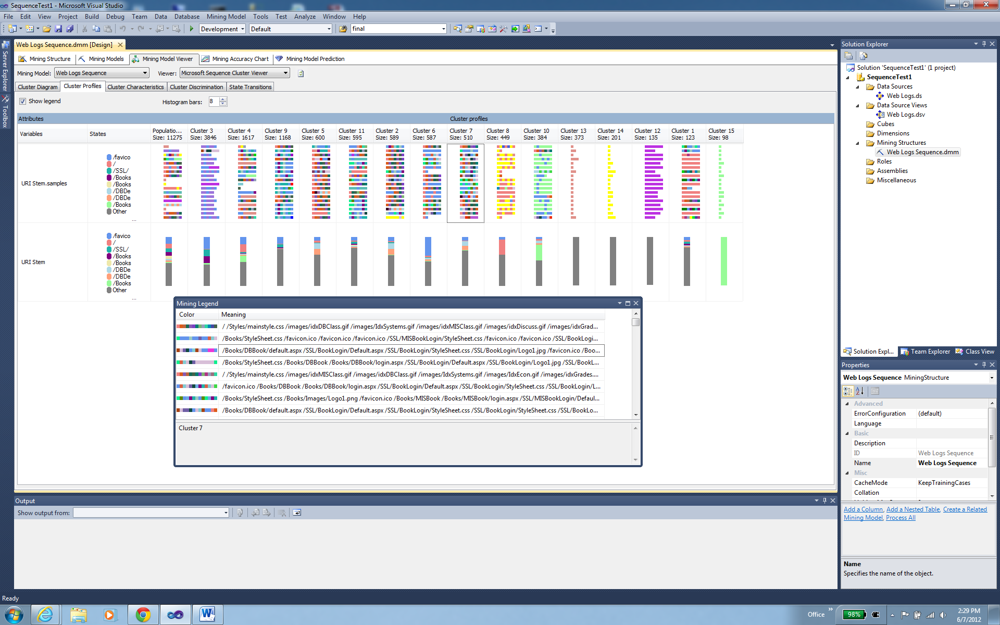 SequenceTest1 - Microsoft Visual Studio
File Edit View Project Build Debug Team Data Database Mining Model Tools Test Analyze Window Help
Development Default final
Server Explorer
Toolbox
Web Logs Sequence.dmm [Design]
Mining Structure Mining Models Mining Model Viewer Mining Accuracy Chart Mining Model Prediction
Mining Model: Web Logs Sequence Viewer: Microsoft Sequence Cluster Viewer
Cluster Diagram Cluster Profiles Cluster Characteristics Cluster Discrimination State Transitions
Show legend Histogram bars: 8
Attributes Cluster profiles
Variables States Populatio... Cluster 3 Cluster 4 Cluster 9 Cluster 5 Cluster 11 Cluster 2 Cluster 6 Cluster 7 Cluster 8 Cluster 10 Cluster 13 Cluster 14 Cluster 12 Cluster 1 Cluster 15
Size: 11275 Size: 3846 Size: 1617 Size: 1168 Size: 600 Size: 595 Size: 589 Size: 587 Size: 510 Size: 449 Size: 384 Size: 373 Size: 201 Size: 135 Size: 123 Size: 98
URI Stem.samples
/favico
/
/SSL/
/Books
/Books
/DBDe
/DBDe
/Books
Other
...
URI Stem
/favico
/
/SSL/
/Books
/Books
/DBDe
/DBDe
/Books
Other
...
Mining Legend
Color Meaning
/ /Styles/mainstyle.css /images/idxDBClass.gif /images/IdxSystems.gif /images/idxMISClass.gif /images/idxDiscuss.gif /images/idxGrad...
/Books/StyleSheet.css /favicon.ico /favicon.ico /favicon.ico /SSL/MISBookLogin/StyleSheet.css /favicon.ico /favicon.ico /SSL/BookLogi...
/Books/DBBook/default.aspx /SSL/BookLogin/Default.aspx /SSL/BookLogin/StyleSheet.css /SSL/BookLogin/Logo1.jpg /favicon.ico /Boo...
/Books/StyleSheet.css /Books/DBBook /Books/DBBook/login.aspx /SSL/BookLogin/Default.aspx /SSL/BookLogin/Logo1.jpg /SSL/BookL...
/ /Styles/mainstyle.css /images/idxMISClass.gif /images/idxDBClass.gif /images/IdxSystems.gif /images/IdxEcon.gif /images/idxGrades....
/favicon.ico /Books/DBBook /Books/DBBook/login.aspx /SSL/BookLogin/Default.aspx /SSL/BookLogin/StyleSheet.css /SSL/BookLogin/L...
/Books/StyleSheet.css /Books/Images/Logo1.png /favicon.ico /Books/MISBook /Books/MISBook/login.aspx /SSL/MISBookLogin/Defaul...
/Books/DBBook/default.aspx /SSL/BookLogin/Default.aspx /SSL/BookLogin/StyleSheet.css /SSL/BookLogin/StyleSheet.css /SSL/BookLo...
Cluster 7
Output
Show output from:
Solution Explorer
Solution 'SequenceTest1' (1 project)
SequenceTest1
Data Sources
Web Logs.ds
Data Source Views
Web Logs.dsv
Cubes
Dimensions
Mining Structures
Web Logs Sequence.dmm
Roles
Assemblies
Miscellaneous
Solution Expl... Team Explorer Class View
Properties
Web Logs Sequence MiningStructure
Advanced
ErrorConfiguration (default)
Language
Basic
Description
ID Web Logs Sequence
Name Web Logs Sequence
Misc
CacheMode KeepTrainingCases
Collation
Add a Column, Add a Nested Table, Create a Related
Mining Model, Process All
Name
Specifies the name of the object.
Ready
Office » 98% 2:29 PM
6/7/2012